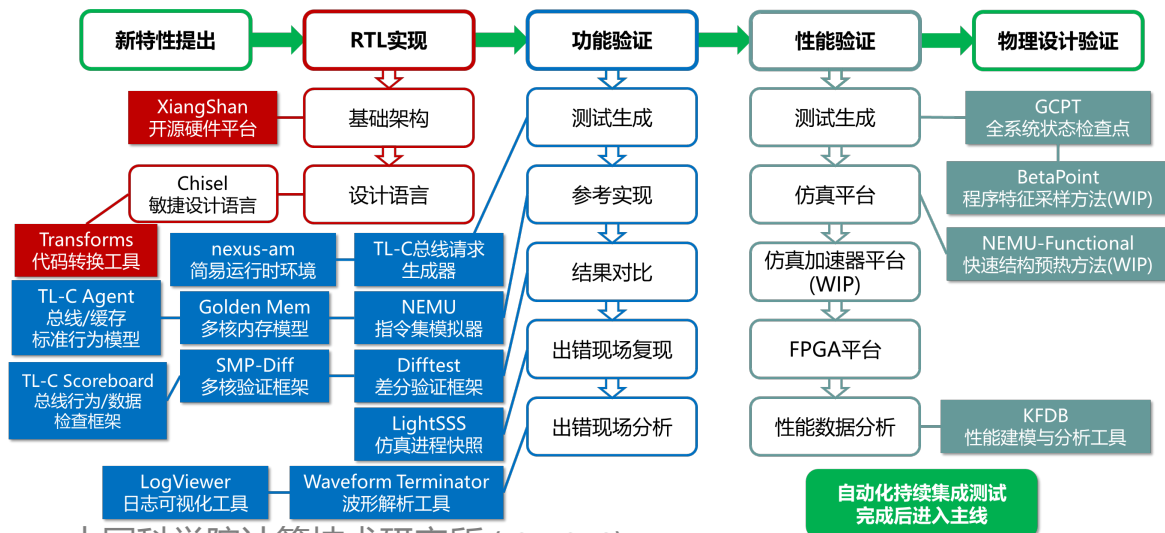 新特性提出
RTL实现
功能验证
性能验证
物理设计验证
XiangShan
开源硬件平台
基础架构
测试生成
测试生成
GCPT
全系统状态检查点
Chisel
敏捷设计语言
设计语言
参考实现
仿真平台
BetaPoint
程序特征采样方法(WIP)
Transforms
代码转换工具
nexus-am
简易运行时环境
TL-C总线请求
生成器
结果对比
仿真加速器平台
(WIP)
NEMU-Functional
快速结构预热方法(WIP)
TL-C Agent
总线/缓存
标准行为模型
Golden Mem
多核内存模型
NEMU
指令集模拟器
出错现场复现
FPGA平台
TL-C Scoreboard
总线行为/数据
检查框架
SMP-Diff
多核验证框架
Difftest
差分验证框架
LightSSS
仿真进程快照
出错现场分析
性能数据分析
KFDB
性能建模与分析工具
LogViewer
日志可视化工具
Waveform Terminator
波形解析工具
自动化持续集成测试
完成后进入主线
中国科学院计算技术研究所